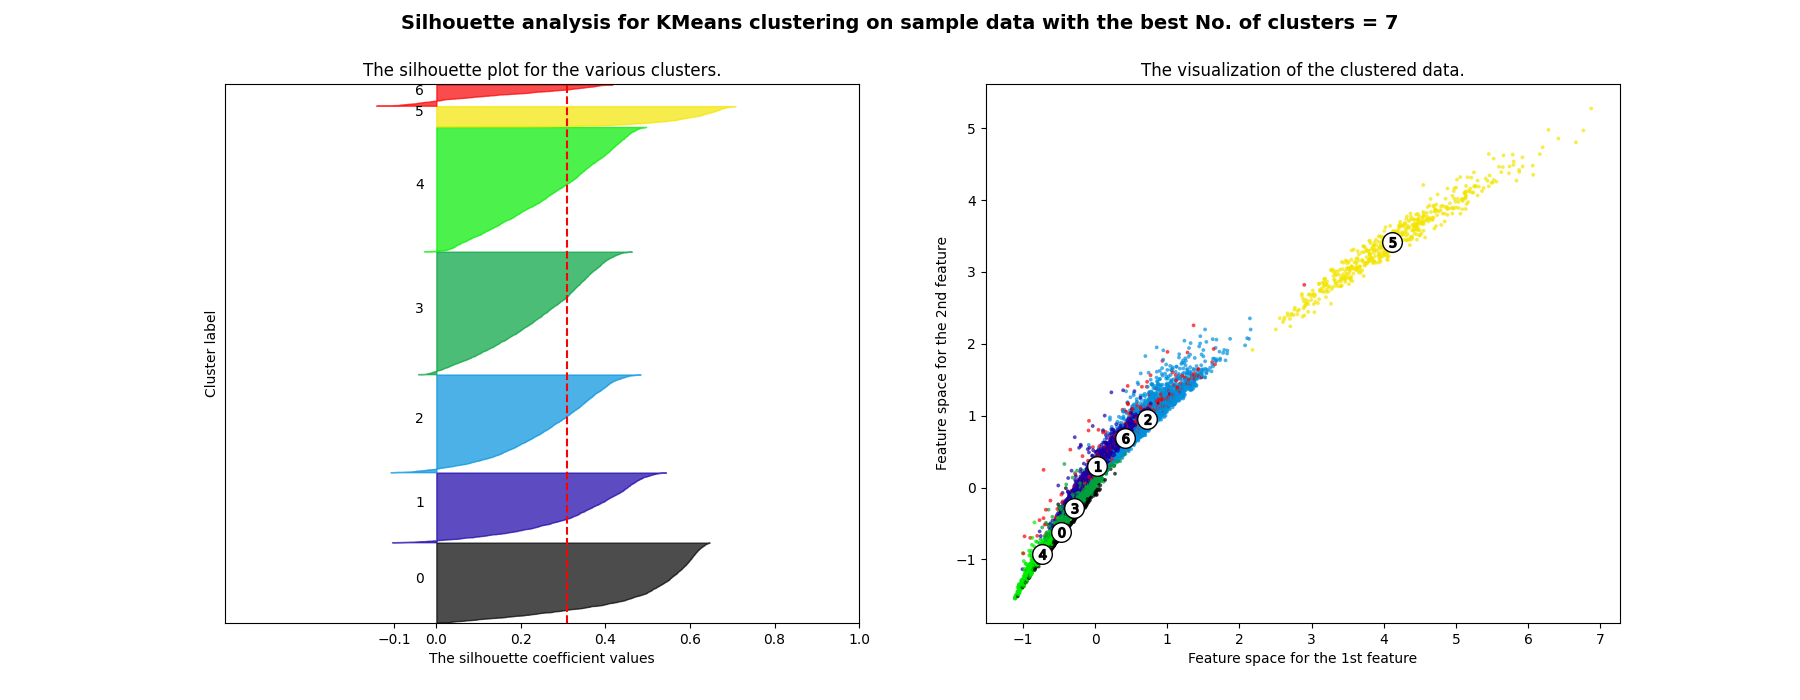 Silhouette analysis for KMeans clustering on sample data with the best No. of clusters = 7
The silhouette plot for the various clusters.
6
5
4
3
2
1
0
Cluster label
−0.1 0.0 0.2 0.4 0.6 0.8 1.0
The silhouette coefficient values
The visualization of the clustered data.
5
4
3
2
1
0
−1
Feature space for the 2nd feature
5
2
6
1
3
0
4
−1 0 1 2 3 4 5 6 7
Feature space for the 1st feature